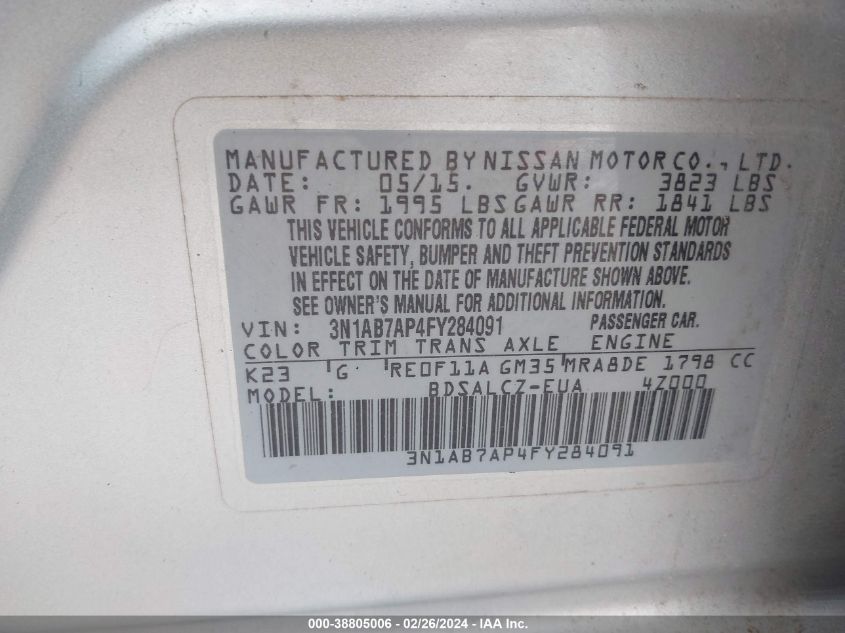 MANUFACTURED BY NISSAN MOTOR CO., LTD.
DATE: 05/15. GVWR: 3823 LBS
GAWR FR: 1995 LBS GAWR RR: 1841 LBS
THIS VEHICLE CONFORMS TO ALL APPLICABLE FEDERAL MOTOR
VEHICLE SAFETY, BUMPER AND THEFT PREVENTION STANDARDS
IN EFFECT ON THE DATE OF MANUFACTURE SHOWN ABOVE.
SEE OWNER'S MANUAL FOR ADDITIONAL INFORMATION.
VIN: 3N1AB7AP4FY284091 PASSENGER CAR.
COLOR TRIM TRANS AXLE ENGINE
K23 G RE0F11A GM35 MRA8DE 1798 CC
MODEL: BDSALCZ-EUA 4Z000
3N1AB7AP4FY284091
000-38805006 - 02/26/2024 - IAA Inc.